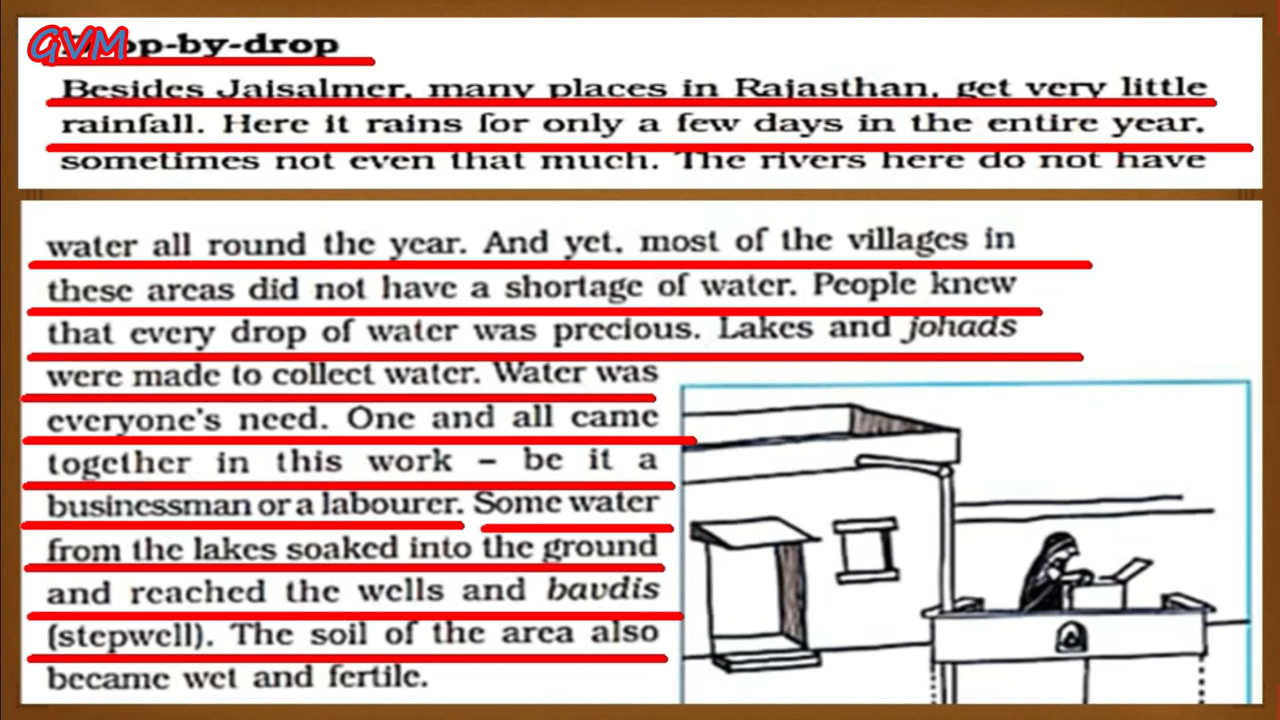 GVM
Drop-by-drop
Besides Jaisalmer, many places in Rajasthan, get very little
rainfall. Here it rains for only a few days in the entire year,
sometimes not even that much. The rivers here do not have
water all round the year. And yet, most of the villages in
these areas did not have a shortage of water. People knew
that every drop of water was precious. Lakes and johads
were made to collect water. Water was
everyone's need. One and all came
together in this work – be it a
businessman or a labourer. Some water
from the lakes soaked into the ground
and reached the wells and bavdis
(stepwell). The soil of the area also
became wet and fertile.